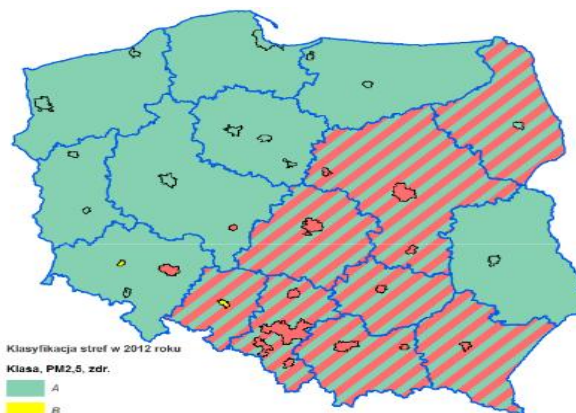 Klasyfikacja stref w 2012 roku
Klasa, PM2,5, zdr.
A
B